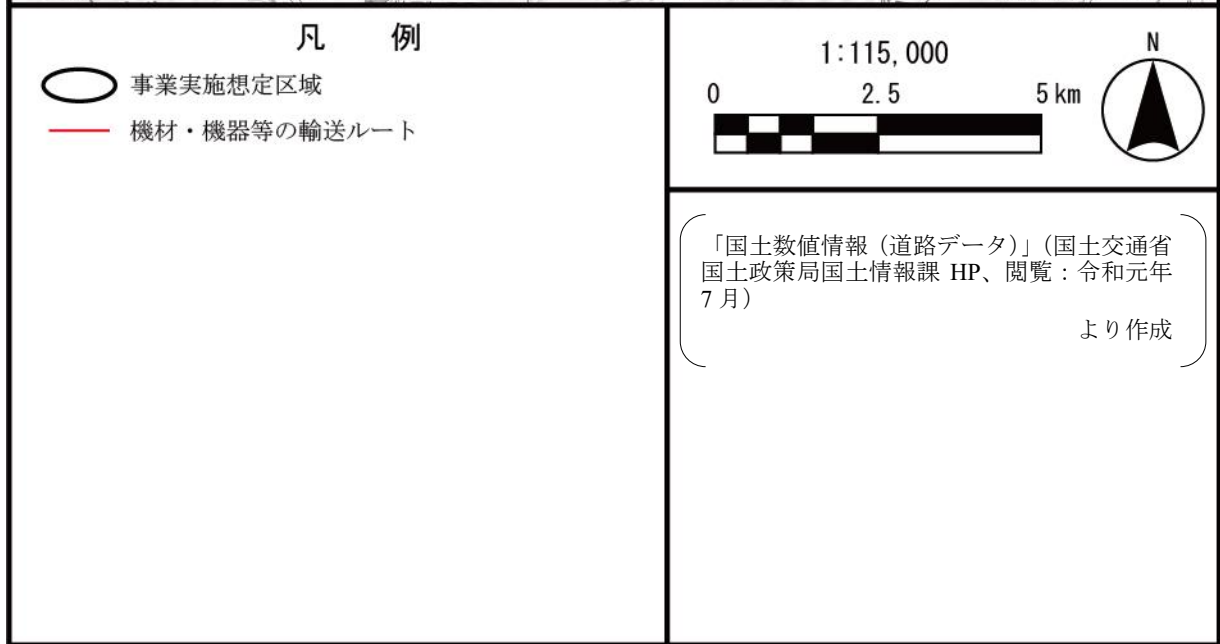 凡 例
事業実施想定区域
機材・機器等の輸送ルート
1:115,000
N
0 2.5 5 km
「国土数値情報（道路データ）」（国土交通省
国土政策局国土情報課 HP、閲覧：令和元年
7 月）
より作成